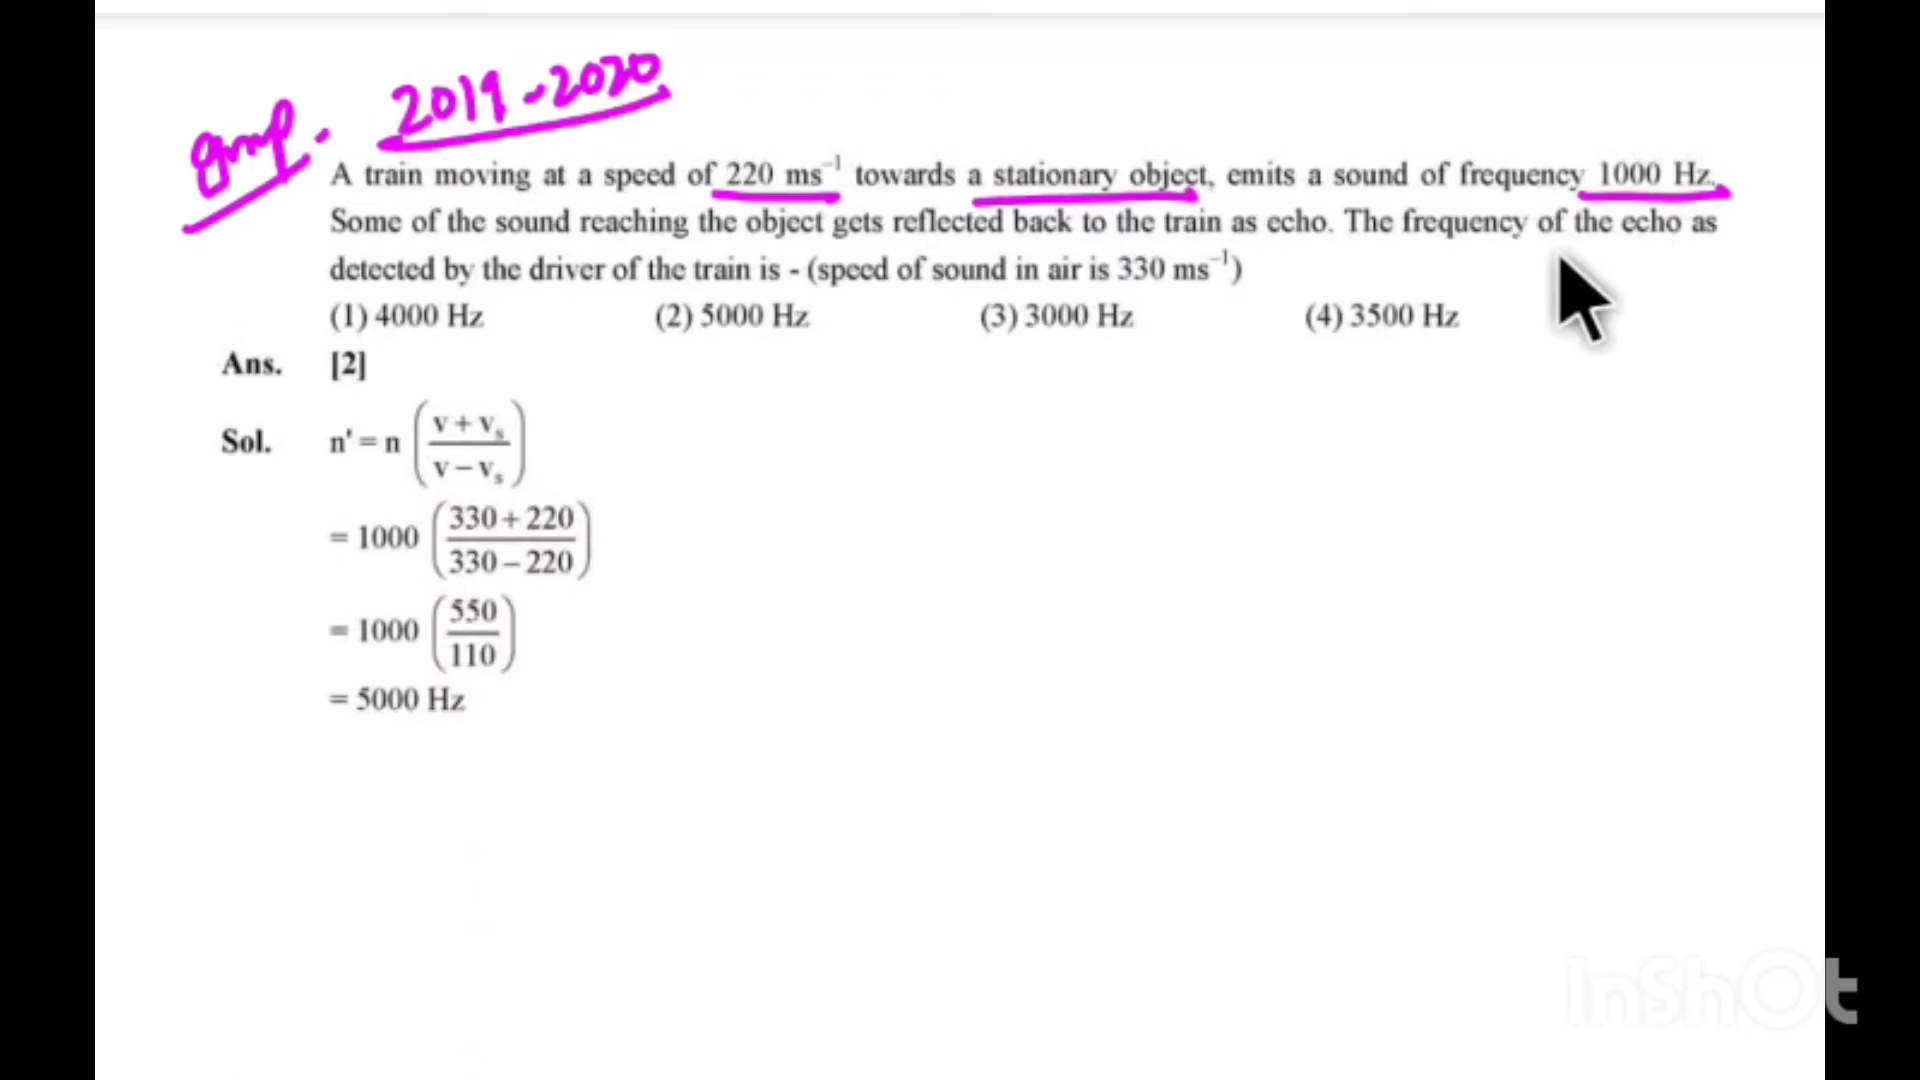 Imp. 2019-2020
A train moving at a speed of 220 ms⁻¹ towards a stationary object, emits a sound of frequency 1000 Hz.
Some of the sound reaching the object gets reflected back to the train as echo. The frequency of the echo as
detected by the driver of the train is - (speed of sound in air is 330 ms⁻¹)
(1) 4000 Hz (2) 5000 Hz (3) 3000 Hz (4) 3500 Hz
Ans. [2]
Sol. n' = n ((v + vₛ)/(v – vₛ))
= 1000 ((330 + 220)/(330 – 220))
= 1000 (550/110)
= 5000 Hz
InShOt